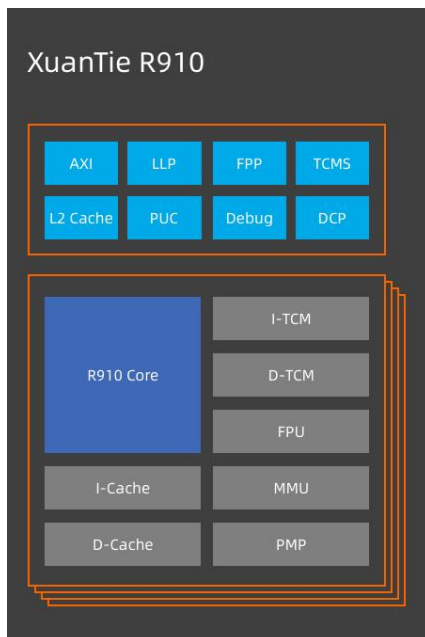 XuanTie R910
AXI LLP FPP TCMS
L2 Cache PUC Debug DCP
R910 Core
I-TCM
D-TCM
FPU
I-Cache MMU
D-Cache PMP